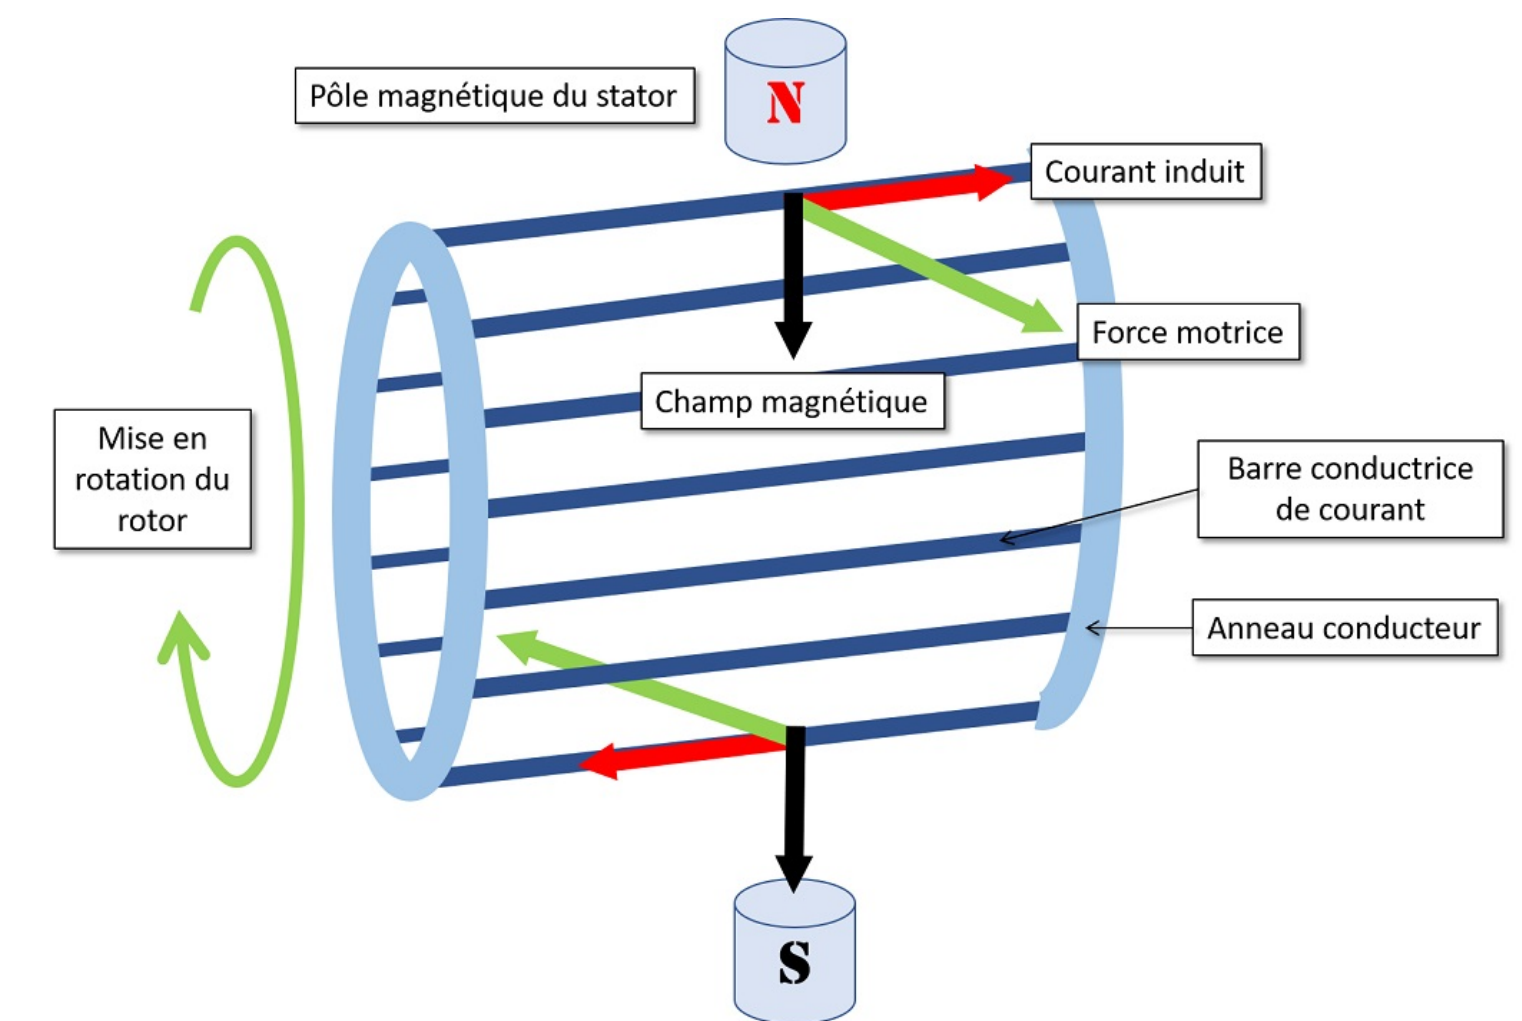 N
Pôle magnétique du stator
Courant induit
Force motrice
Champ magnétique
Mise en
rotation du
rotor
Barre conductrice
de courant
Anneau conducteur
S